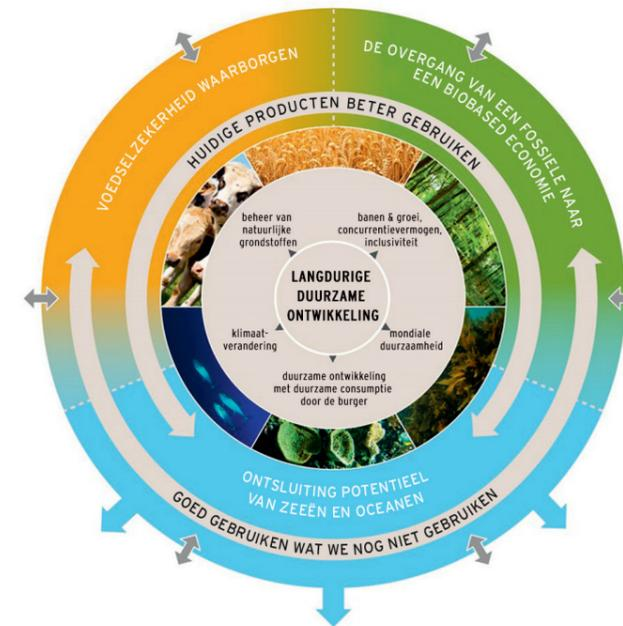 VOEDSELZEKERHEID WAARBORGEN
DE OVERGANG VAN EEN FOSSIELE NAAR
EEN BIOBASED ECONOMIE
HUIDIGE PRODUCTEN BETER GEBRUIKEN
beheer van
natuurlijke
grondstoffen
banen & groei,
concurrentievermogen,
inclusiviteit
LANGDURIGE
DUURZAME
ONTWIKKELING
klimaat-
verandering
mondiale
duurzaamheid
duurzame ontwikkeling
met duurzame consumptie
door de burger
ONTSLUITING POTENTIEEL
VAN ZEEËN EN OCEANEN
GOED GEBRUIKEN WAT WE NOG NIET GEBRUIKEN